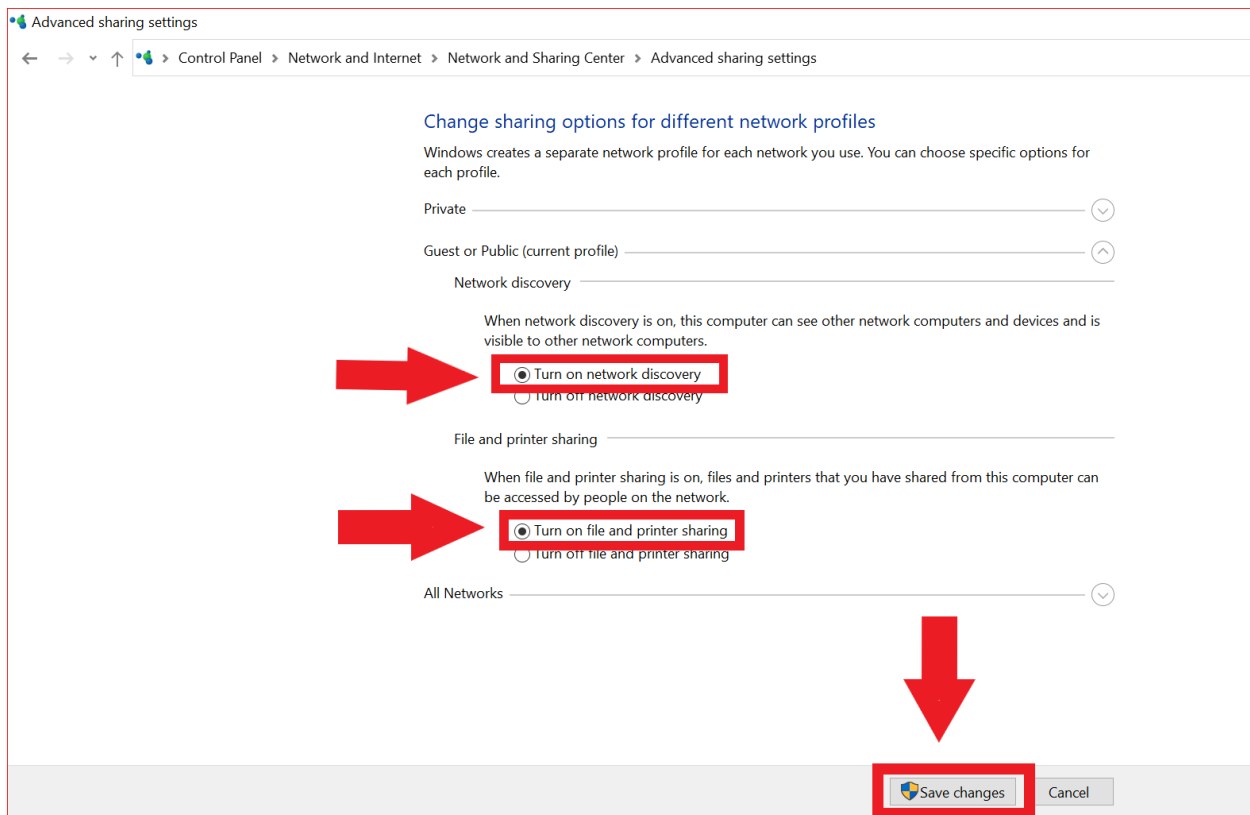 Advanced sharing settings
Control Panel > Network and Internet > Network and Sharing Center > Advanced sharing settings
Change sharing options for different network profiles
Windows creates a separate network profile for each network you use. You can choose specific options for
each profile.
Private
Guest or Public (current profile)
Network discovery
When network discovery is on, this computer can see other network computers and devices and is
visible to other network computers.
Turn on network discovery
Turn off network discovery
File and printer sharing
When file and printer sharing is on, files and printers that you have shared from this computer can
be accessed by people on the network.
Turn on file and printer sharing
Turn off file and printer sharing
All Networks
Save changes
Cancel